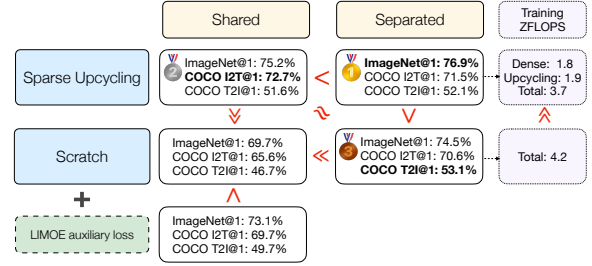 Shared
Separated
Training
ZFLOPS
Sparse Upcycling
2
ImageNet@1: 75.2%
COCO I2T@1: 72.7%
COCO T2I@1: 51.6%
<
1
ImageNet@1: 76.9%
COCO I2T@1: 71.5%
COCO T2I@1: 52.1%
Dense: 1.8
Upcycling: 1.9
Total: 3.7
Scratch
ImageNet@1: 69.7%
COCO I2T@1: 65.6%
COCO T2I@1: 46.7%
≪
3
ImageNet@1: 74.5%
COCO I2T@1: 70.6%
COCO T2I@1: 53.1%
Total: 4.2
+
LIMOE auxiliary loss
ImageNet@1: 73.1%
COCO I2T@1: 69.7%
COCO T2I@1: 49.7%